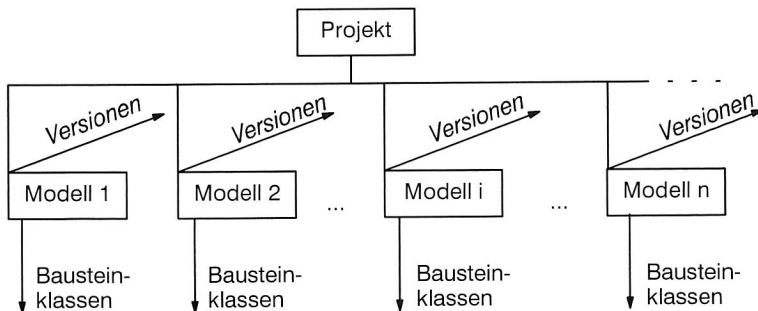 Projekt
Versionen
Versionen
Versionen
Versionen
Modell 1
Modell 2
...
Modell i
...
Modell n
Baustein-
klassen
Baustein-
klassen
Baustein-
klassen
Baustein-
klassen